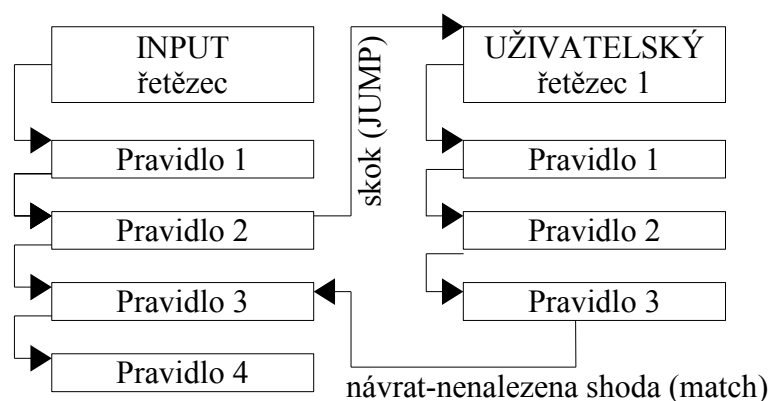 INPUT
řetězec
Pravidlo 1
Pravidlo 2
Pravidlo 3
Pravidlo 4
skok (JUMP)
UŽIVATELSKÝ
řetězec 1
Pravidlo 1
Pravidlo 2
Pravidlo 3
návrat-nenalezena shoda (match)